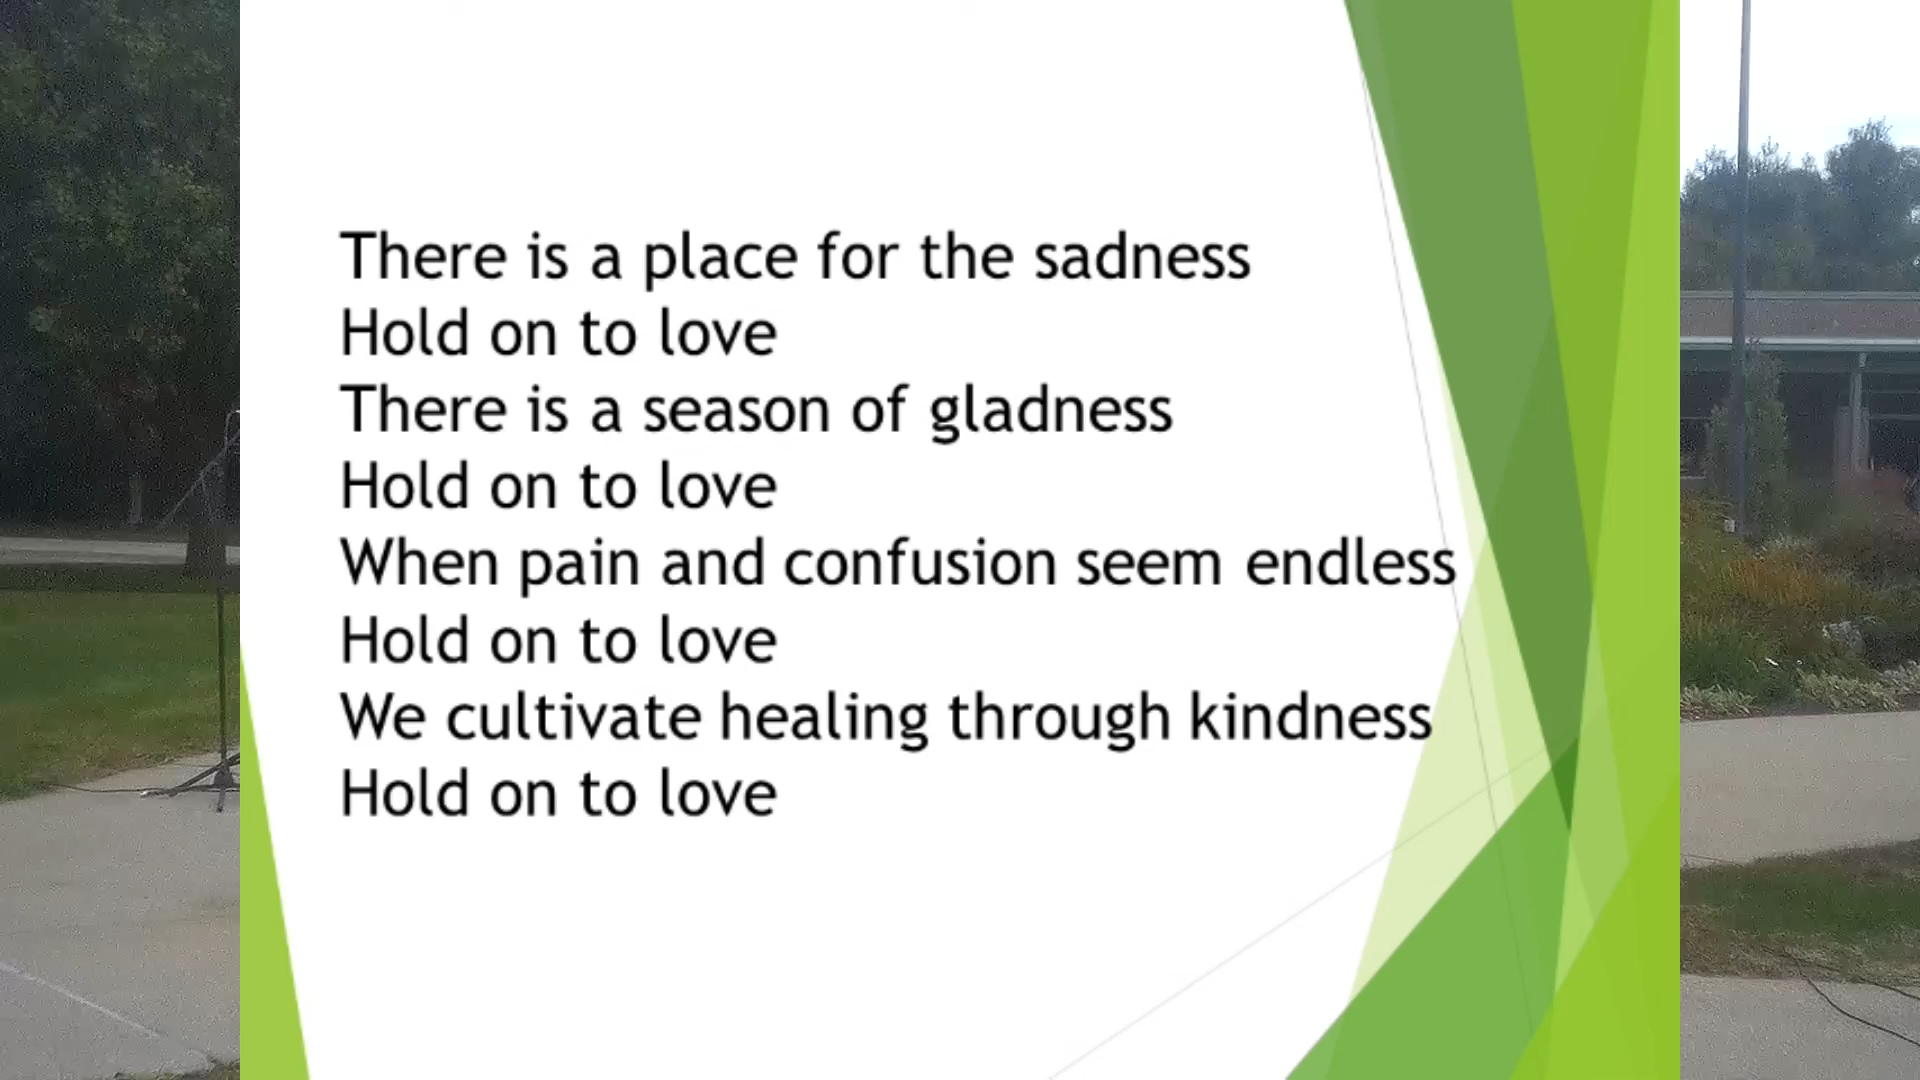 There is a place for the sadness
Hold on to love
There is a season of gladness
Hold on to love
When pain and confusion seem endless
Hold on to love
We cultivate healing through kindness
Hold on to love